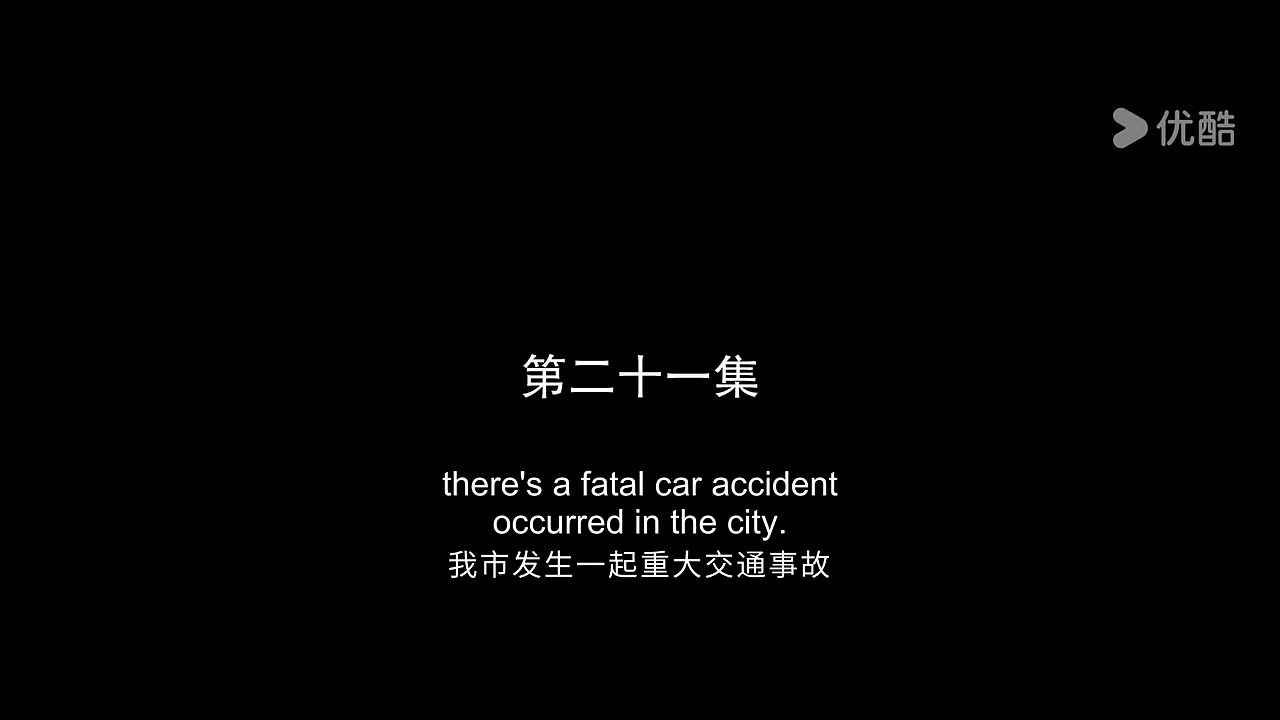 优酷
第二十一集
there's a fatal car accident
occurred in the city.
我市发生一起重大交通事故